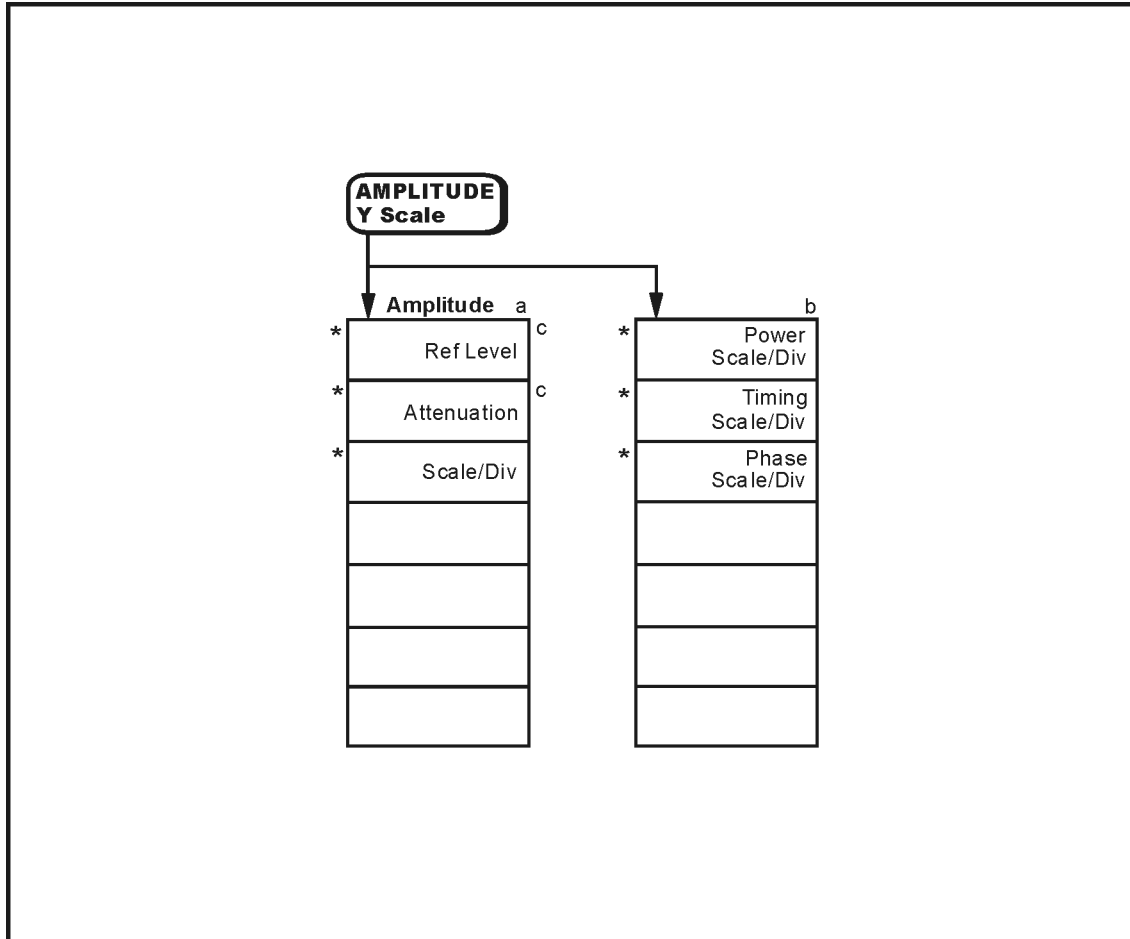 AMPLITUDE
Y Scale
Amplitude a
* Ref Level c
* Attenuation c
* Scale/Div
b
* Power
Scale/Div
* Timing
Scale/Div
* Phase
Scale/Div